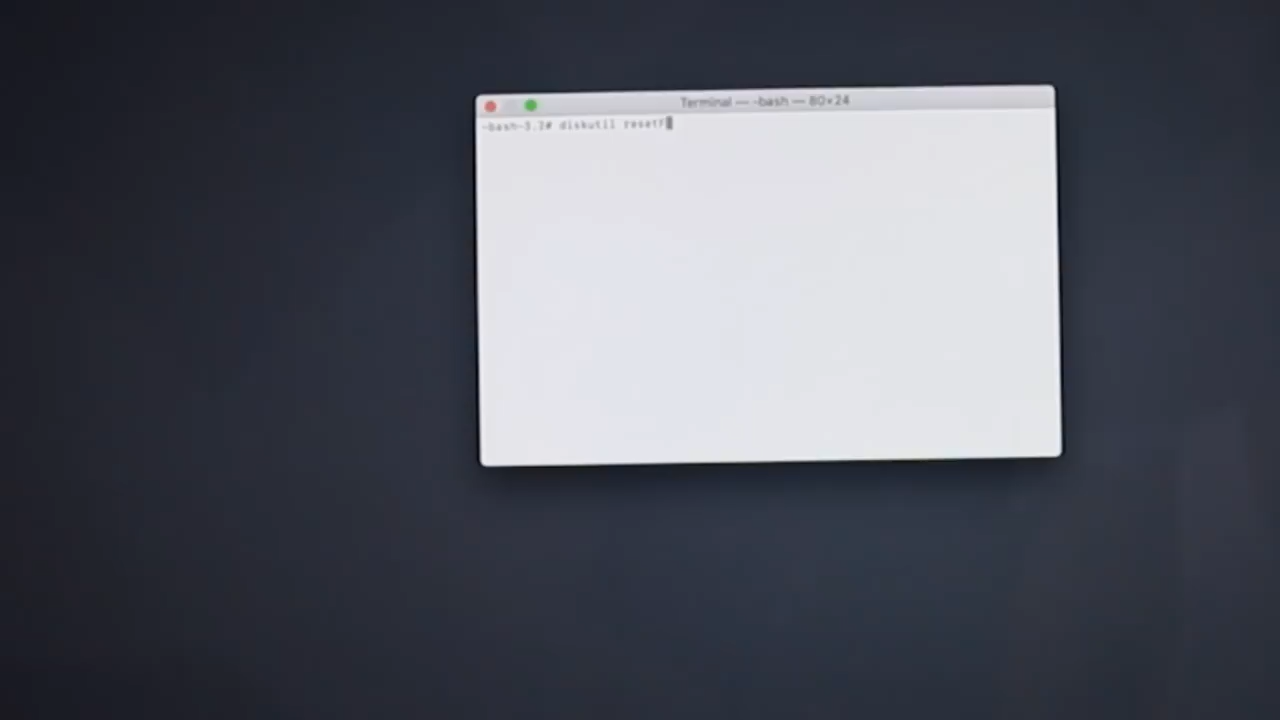 Terminal — -bash — 80×24
-bash-3.2# diskutil resetF